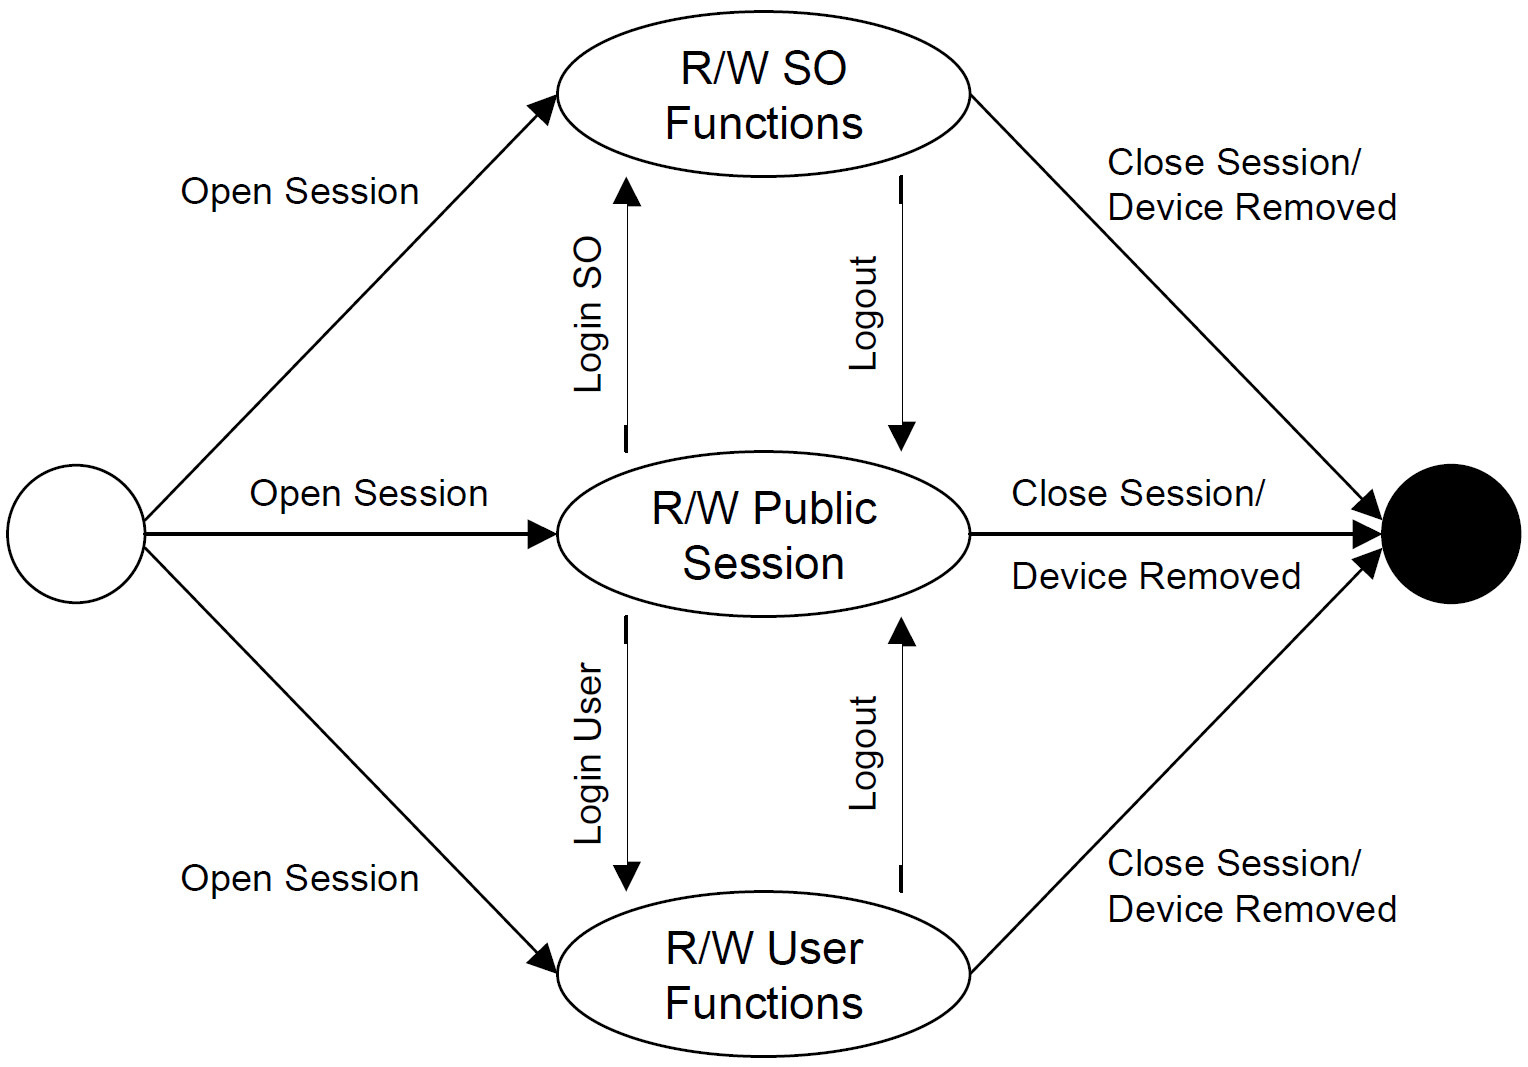 R/W SO
Functions
Open Session
Close Session/
Device Removed
Login SO
Logout
Open Session
R/W Public
Session
Close Session/
Device Removed
Login User
Logout
Open Session
Close Session/
Device Removed
R/W User
Functions